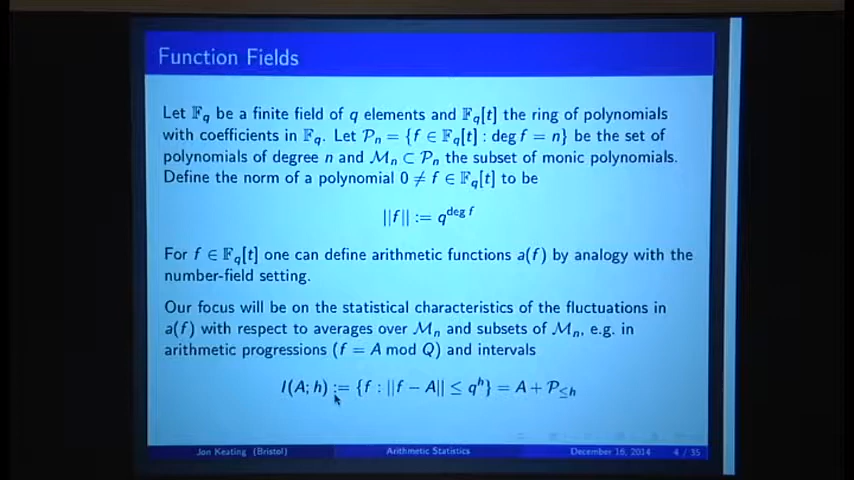 Function Fields
Let 𝔽_q be a finite field of q elements and 𝔽_q[t] the ring of polynomials
with coefficients in 𝔽_q. Let 𝒫_n = {f ∈ 𝔽_q[t] : deg f = n} be the set of
polynomials of degree n and ℳ_n ⊂ 𝒫_n the subset of monic polynomials.
Define the norm of a polynomial 0 ≠ f ∈ 𝔽_q[t] to be
||f|| := q^{deg f}
For f ∈ 𝔽_q[t] one can define arithmetic functions a(f) by analogy with the
number-field setting.
Our focus will be on the statistical characteristics of the fluctuations in
a(f) with respect to averages over ℳ_n and subsets of ℳ_n, e.g. in
arithmetic progressions (f = A mod Q) and intervals
I(A; h) := {f : ||f − A|| ≤ q^h} = A + 𝒫_{≤h}
Jon Keating (Bristol) Arithmetic Statistics December 16, 2014 4 / 35